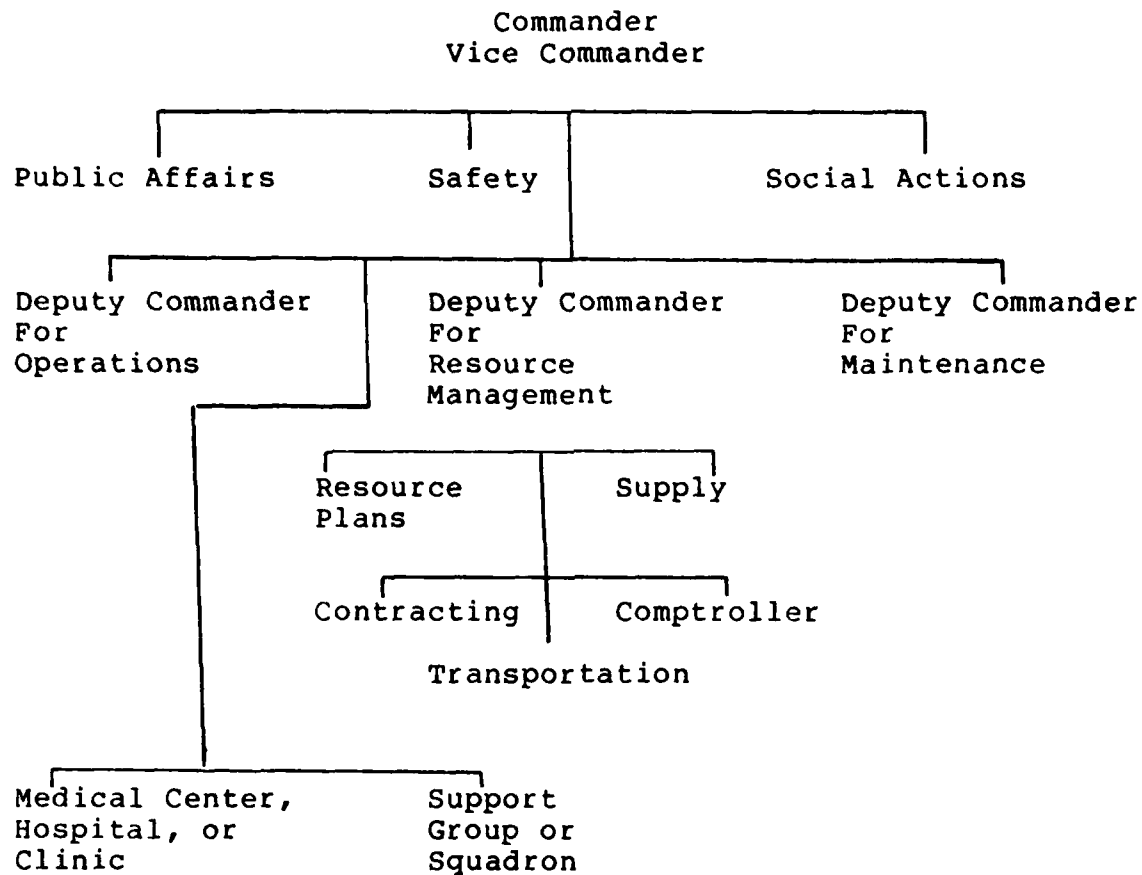 Commander
Vice Commander
Public Affairs Safety Social Actions
Deputy Commander Deputy Commander Deputy Commander
For For For
Operations Resource Maintenance
Management
Resource Supply
Plans
Contracting Comptroller
Transportation
Medical Center, Support
Hospital, or Group or
Clinic Squadron